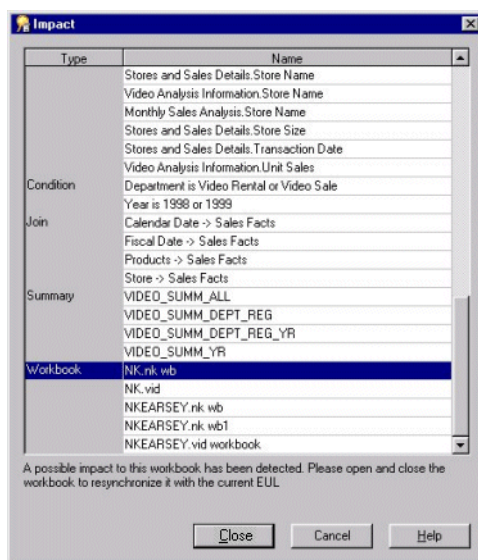 Impact
Type Name
Stores and Sales Details.Store Name
Video Analysis Information.Store Name
Monthly Sales Analysis.Store Name
Stores and Sales Details.Store Size
Stores and Sales Details.Transaction Date
Video Analysis Information.Unit Sales
Condition Department is Video Rental or Video Sale
Year is 1998 or 1999
Join Calendar Date -> Sales Facts
Fiscal Date -> Sales Facts
Products -> Sales Facts
Store -> Sales Facts
Summary VIDEO_SUMM_ALL
VIDEO_SUMM_DEPT_REG
VIDEO_SUMM_DEPT_REG_YR
VIDEO_SUMM_YR
Workbook NK.nk wb
NK.vid
NKEARSEY.nk wb
NKEARSEY.nk wb1
NKEARSEY.vid workbook
A possible impact to this workbook has been detected. Please open and close the
workbook to resynchronize it with the current EUL
Close Cancel Help